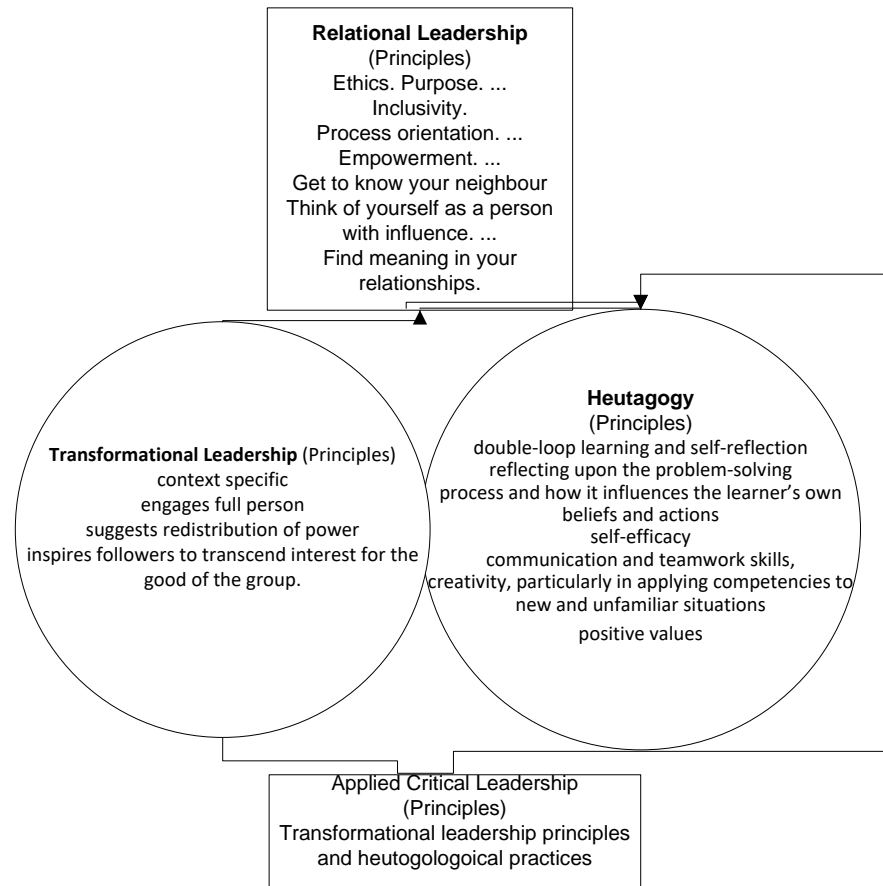 Relational Leadership
(Principles)
Ethics. Purpose. ...
Inclusivity.
Process orientation. ...
Empowerment. ...
Get to know your neighbour
Think of yourself as a person
with influence. ...
Find meaning in your
relationships.
Transformational Leadership (Principles)
context specific
engages full person
suggests redistribution of power
inspires followers to transcend interest for the
good of the group.
Heutagogy
(Principles)
double-loop learning and self-reflection
reflecting upon the problem-solving
process and how it influences the learner’s own
beliefs and actions
self-efficacy
communication and teamwork skills,
creativity, particularly in applying competencies to
new and unfamiliar situations
positive values
Applied Critical Leadership
(Principles)
Transformational leadership principles
and heutogologoical practices